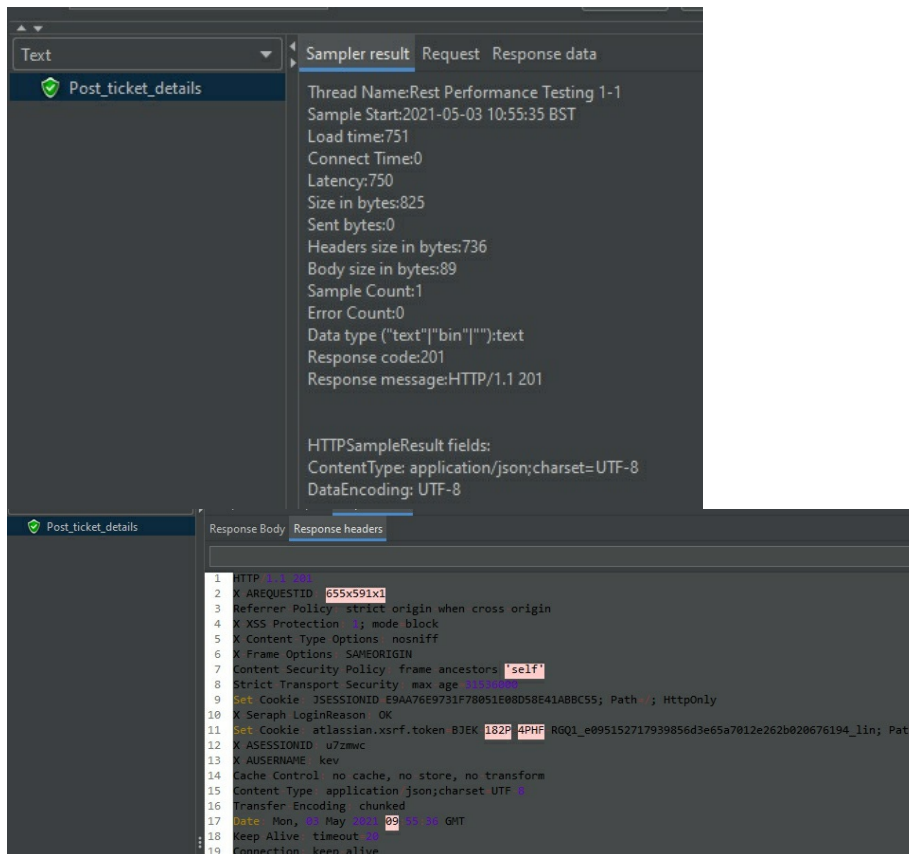 Text
Post_ticket_details
Sampler result Request Response data
Thread Name:Rest Performance Testing 1-1
Sample Start:2021-05-03 10:55:35 BST
Load time:751
Connect Time:0
Latency:750
Size in bytes:825
Sent bytes:0
Headers size in bytes:736
Body size in bytes:89
Sample Count:1
Error Count:0
Data type ("text"|"bin"|""):text
Response code:201
Response message:HTTP/1.1 201
HTTPSampleResult fields:
ContentType: application/json;charset=UTF-8
DataEncoding: UTF-8
Post_ticket_details
Response Body Response headers
1 HTTP 1.1 201
2 X AREQUESTID 655x591x1
3 Referrer Policy strict origin when cross origin
4 X XSS Protection 1; mode block
5 X Content Type Options nosniff
6 X Frame Options SAMEORIGIN
7 Content Security Policy frame ancestors 'self'
8 Strict Transport Security max age 31536000
9 Set Cookie JSESSIONID E9AA76E9731F78051E08D58E41ABBC55; Path /; HttpOnly
10 X Seraph LoginReason OK
11 Set Cookie atlassian.xsrf.token BJEK 182P 4PHF RGQ1_e095152717939856d3e65a7012e262b020676194_lin; Pat
12 X ASESSIONID u7zmwc
13 X AUSERNAME kev
14 Cache Control no cache, no store, no transform
15 Content Type application json;charset UTF 8
16 Transfer Encoding chunked
17 Date Mon, 03 May 2021 09 55 36 GMT
18 Keep Alive timeout 20
19 Connection keep alive